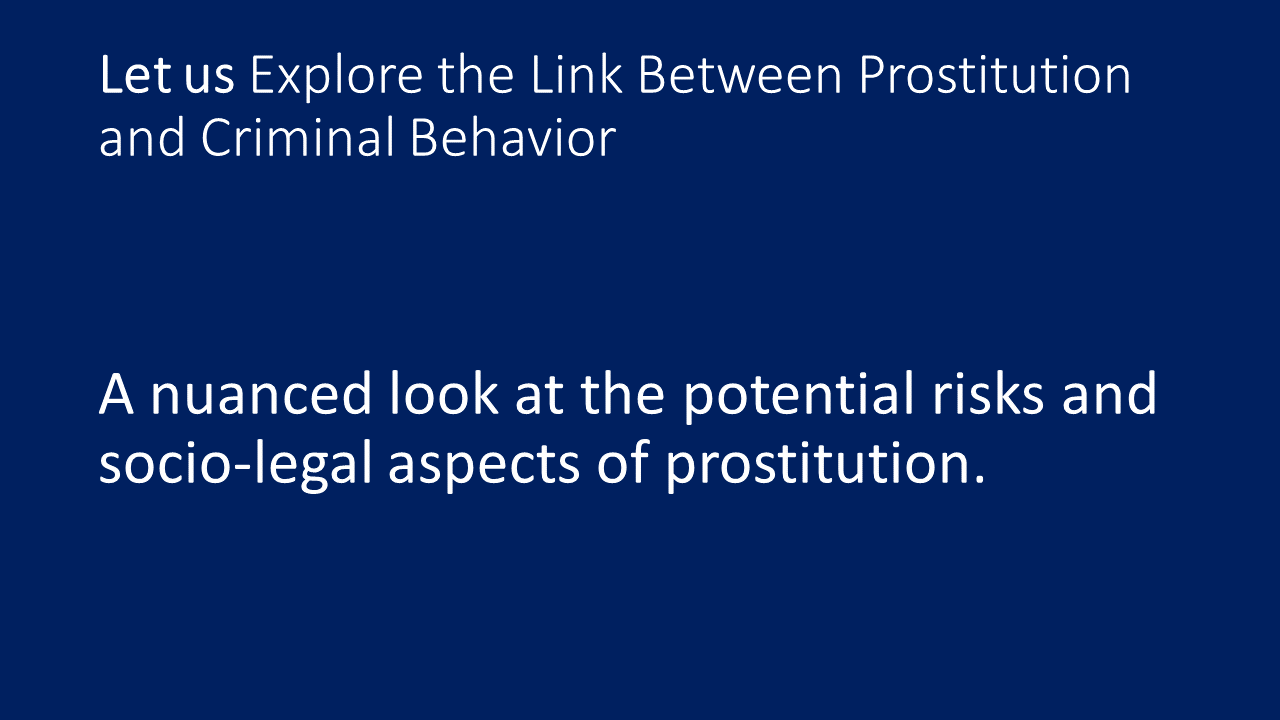 Let us Explore the Link Between Prostitution
and Criminal Behavior
A nuanced look at the potential risks and
socio-legal aspects of prostitution.